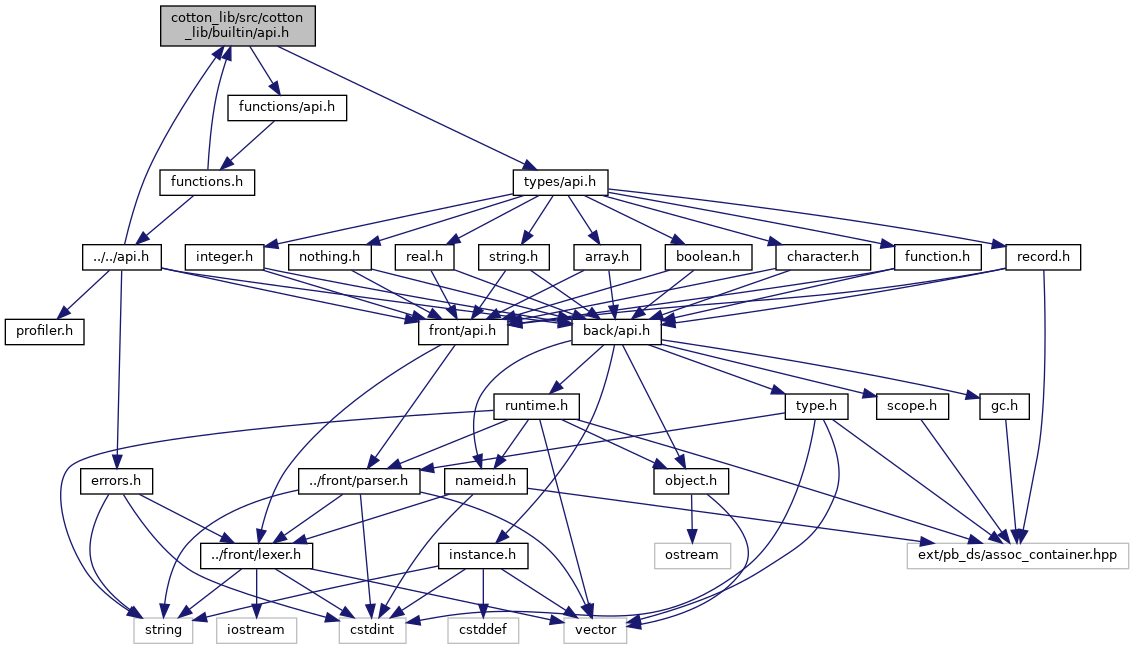 cotton_lib/src/cotton
_lib/builtin/api.h
functions/api.h
functions.h
types/api.h
../../api.h
integer.h
nothing.h
real.h
string.h
array.h
boolean.h
character.h
function.h
record.h
profiler.h
front/api.h
back/api.h
runtime.h
type.h
scope.h
gc.h
errors.h
../front/parser.h
nameid.h
object.h
../front/lexer.h
instance.h
ostream
ext/pb_ds/assoc_container.hpp
string
iostream
cstdint
cstddef
vector